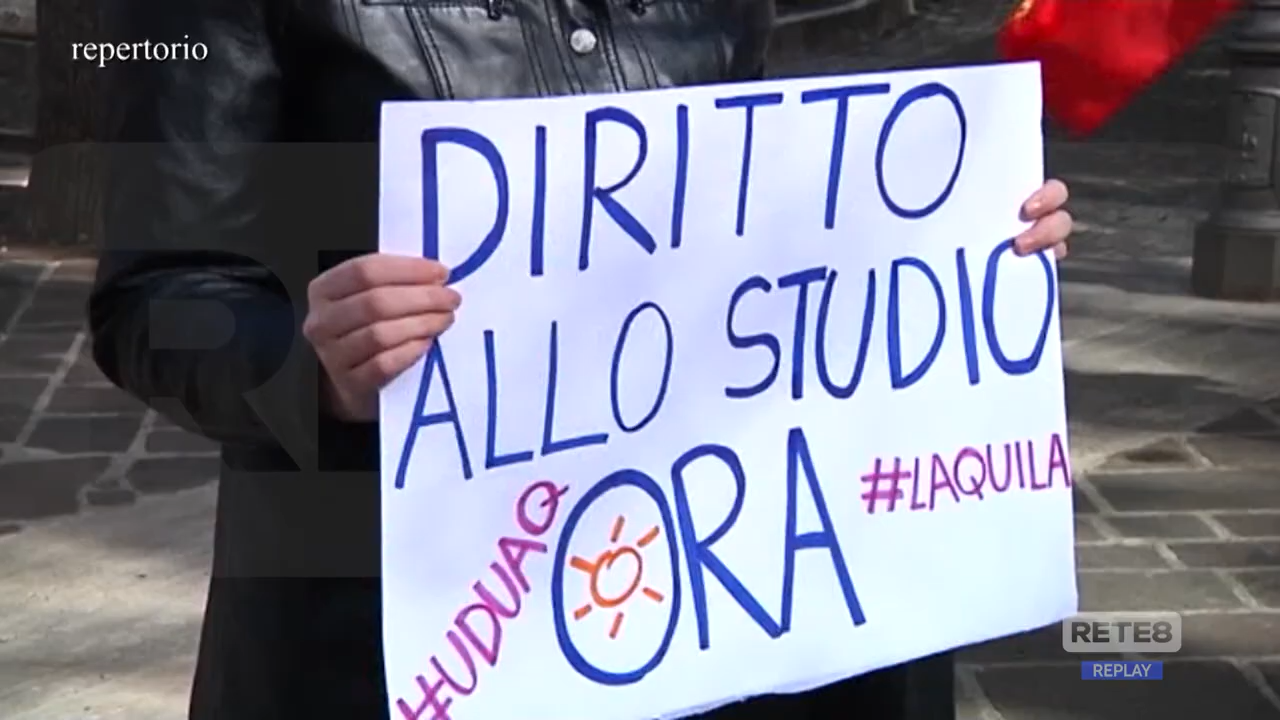 repertorio
DIRITTO
ALLO STUDIO
ORA
#LAQUILA
#UDUAQ
RETE8
REPLAY